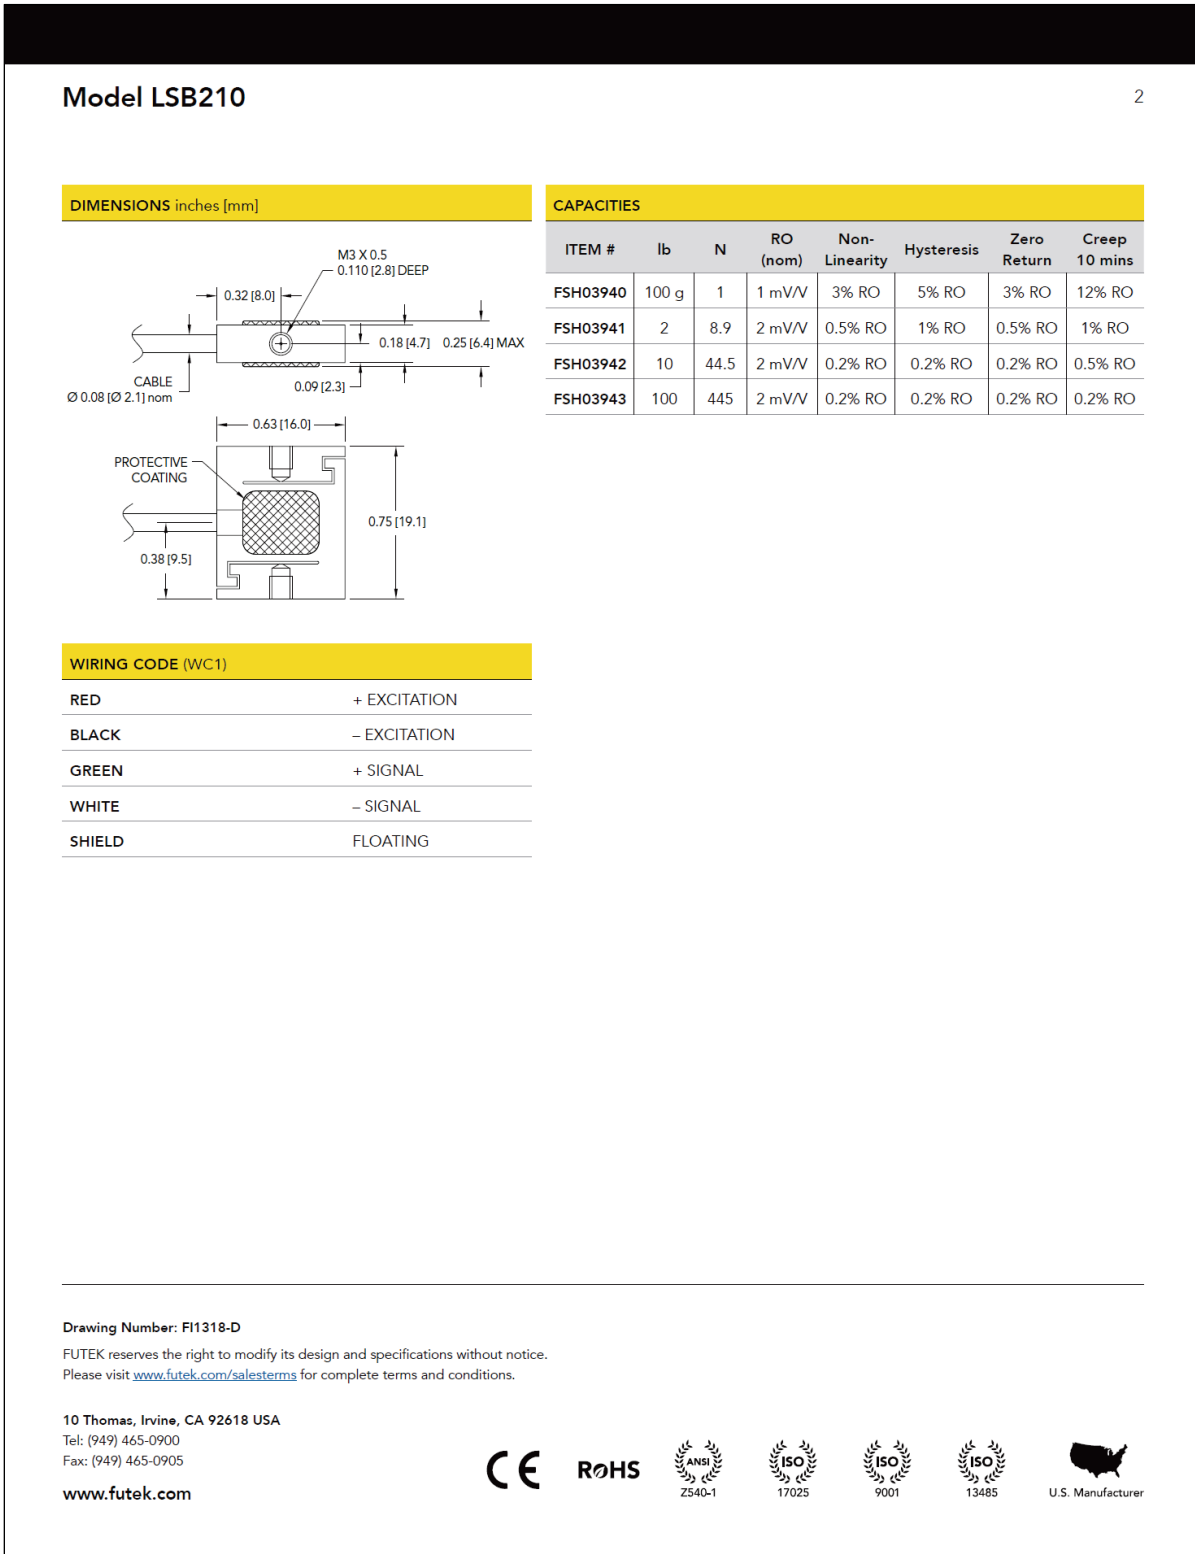 Model LSB210
2
DIMENSIONS inches [mm]
M3 X 0.5
0.110 [2.8] DEEP
0.32 [8.0]
0.18 [4.7]
0.25 [6.4] MAX
CABLE
Ø 0.08 [Ø 2.1] nom
0.09 [2.3]
0.63 [16.0]
PROTECTIVE
COATING
0.75 [19.1]
0.38 [9.5]
CAPACITIES
ITEM # lb N RO (nom) Non-Linearity Hysteresis Zero Return Creep 10 mins
FSH03940 100 g 1 1 mV/V 3% RO 5% RO 3% RO 12% RO
FSH03941 2 8.9 2 mV/V 0.5% RO 1% RO 0.5% RO 1% RO
FSH03942 10 44.5 2 mV/V 0.2% RO 0.2% RO 0.2% RO 0.5% RO
FSH03943 100 445 2 mV/V 0.2% RO 0.2% RO 0.2% RO 0.2% RO
WIRING CODE (WC1)
RED + EXCITATION
BLACK – EXCITATION
GREEN + SIGNAL
WHITE – SIGNAL
SHIELD FLOATING
Drawing Number: FI1318-D
FUTEK reserves the right to modify its design and specifications without notice.
Please visit www.futek.com/salesterms for complete terms and conditions.
10 Thomas, Irvine, CA 92618 USA
Tel: (949) 465-0900
Fax: (949) 465-0905
www.futek.com
CE
RoHS
ANSI
Z540-1
ISO
17025
ISO
9001
ISO
13485
U.S. Manufacturer